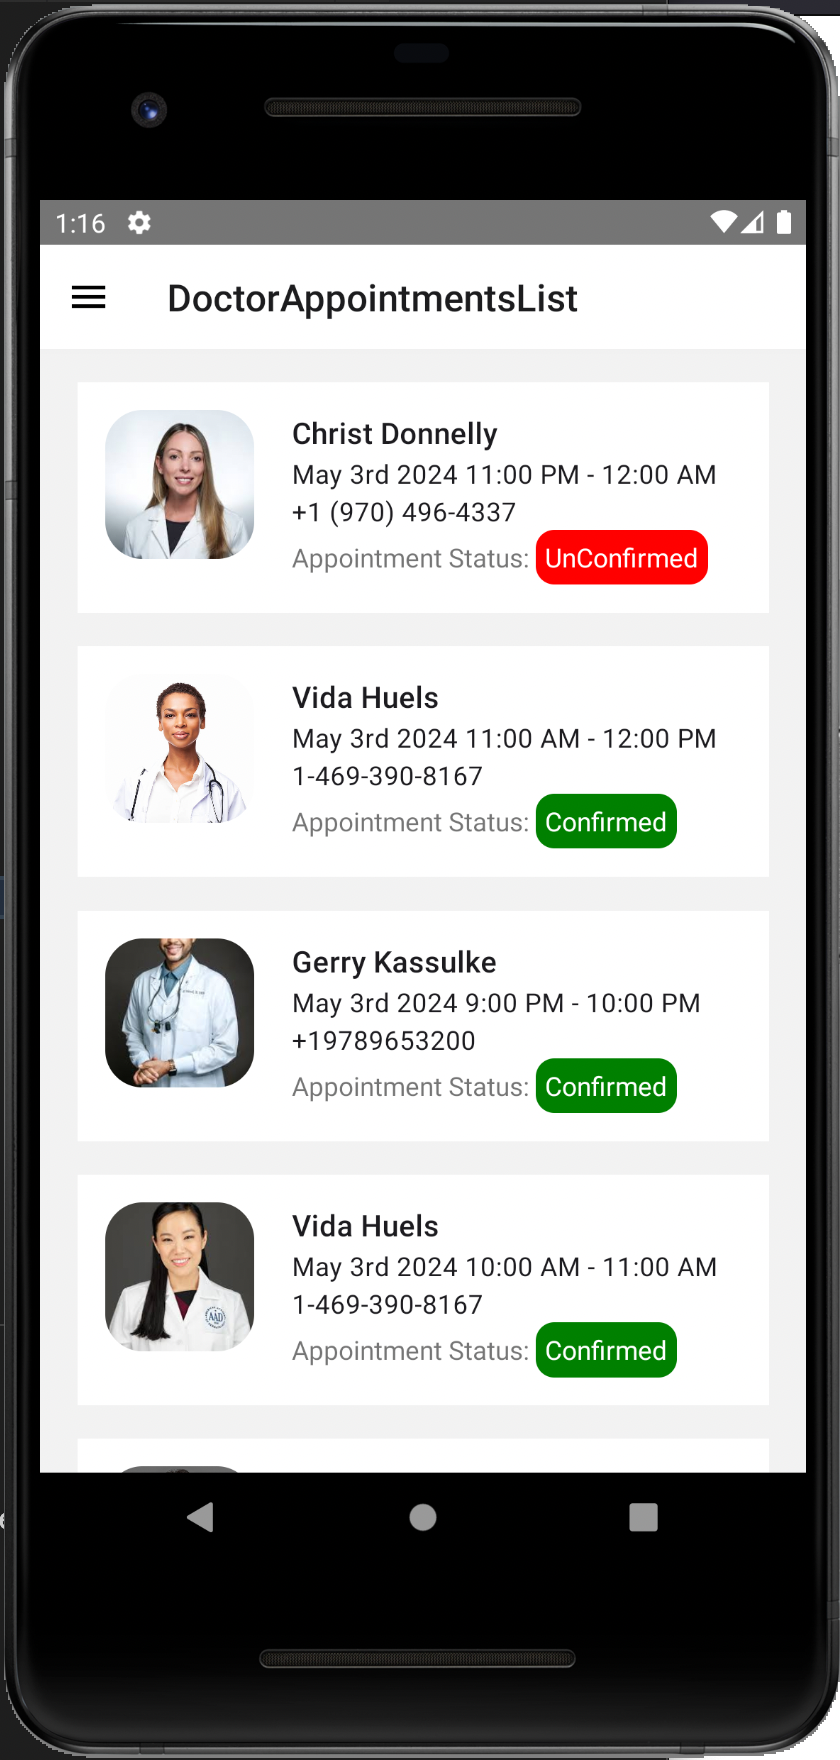 1:16
DoctorAppointmentsList
Christ Donnelly
May 3rd 2024 11:00 PM - 12:00 AM
+1 (970) 496-4337
Appointment Status: UnConfirmed
Vida Huels
May 3rd 2024 11:00 AM - 12:00 PM
1-469-390-8167
Appointment Status: Confirmed
Gerry Kassulke
May 3rd 2024 9:00 PM - 10:00 PM
+19789653200
Appointment Status: Confirmed
Vida Huels
May 3rd 2024 10:00 AM - 11:00 AM
AAD
1-469-390-8167
Appointment Status: Confirmed